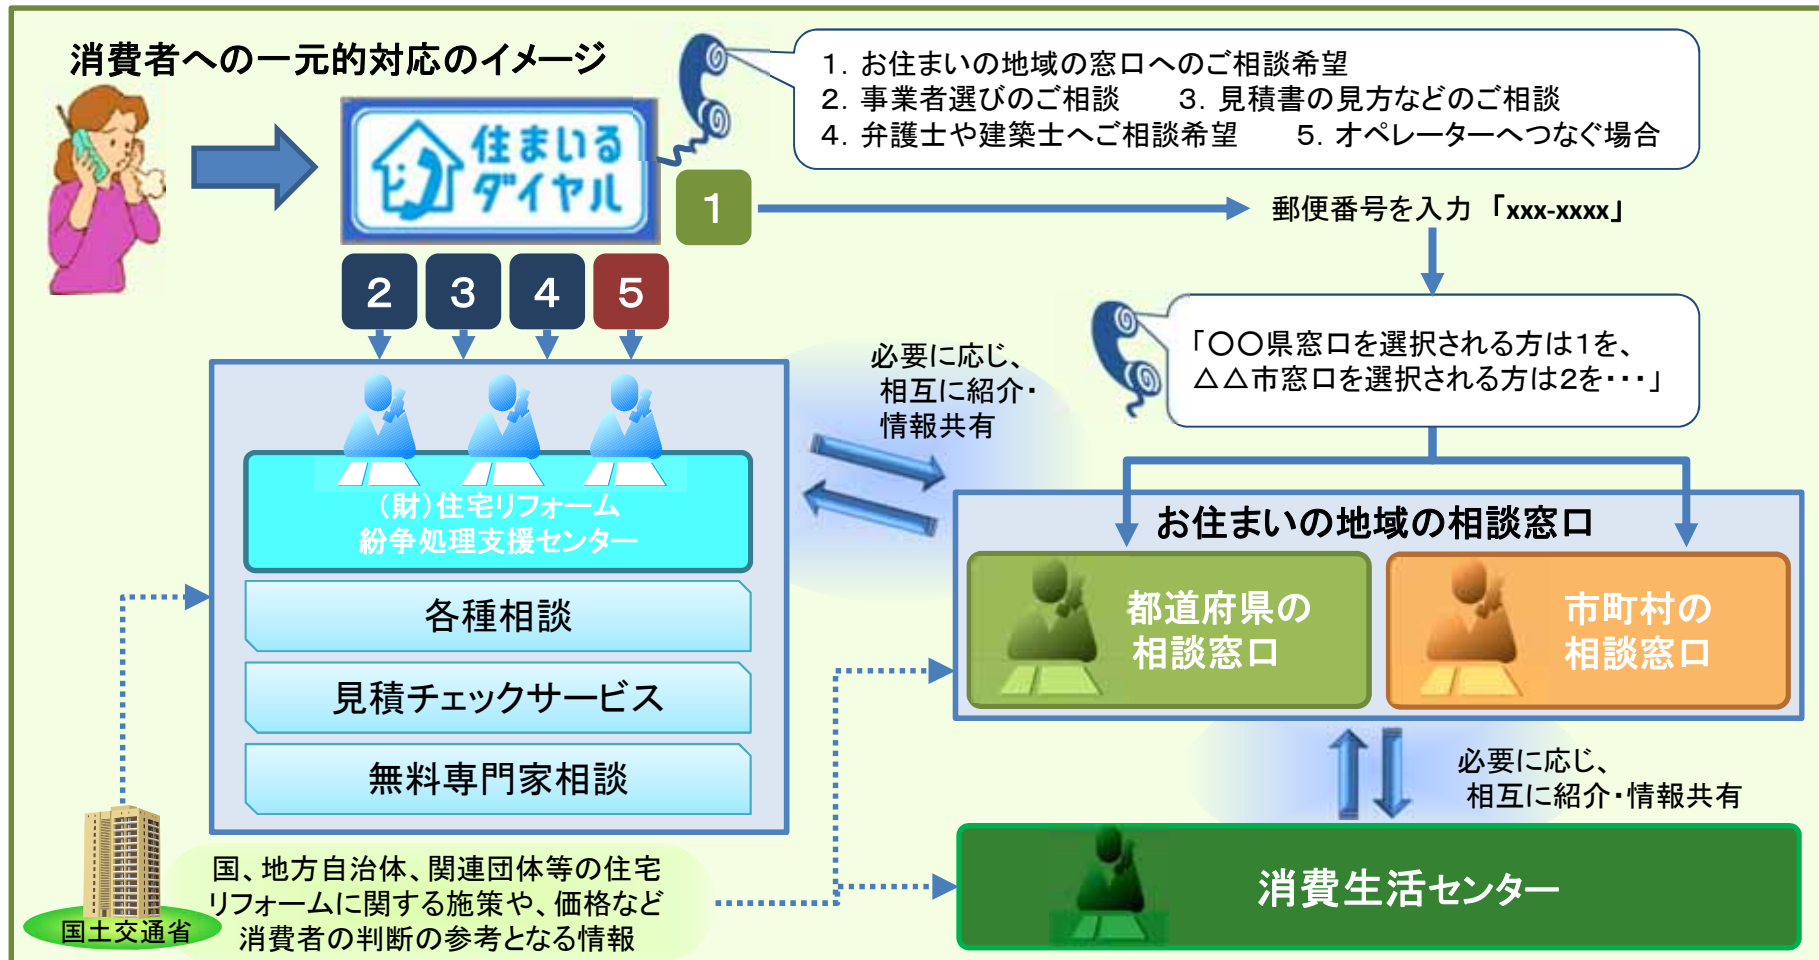 消費者への一元的対応のイメージ
1. お住まいの地域の窓口へのご相談希望
2. 事業者選びのご相談　3. 見積書の見方などのご相談
4. 弁護士や建築士へご相談希望　5. オペレーターへつなぐ場合
住まいる
ダイヤル
1
郵便番号を入力 「xxx-xxxx」
2 3 4 5
「〇〇県窓口を選択される方は1を、
△△市窓口を選択される方は2を・・・」
必要に応じ、
相互に紹介・
情報共有
(財)住宅リフォーム
紛争処理支援センター
各種相談
見積チェックサービス
無料専門家相談
お住まいの地域の相談窓口
都道府県の
相談窓口
市町村の
相談窓口
必要に応じ、
相互に紹介・情報共有
消費生活センター
国土交通省
国、地方自治体、関連団体等の住宅
リフォームに関する施策や、価格など
消費者の判断の参考となる情報